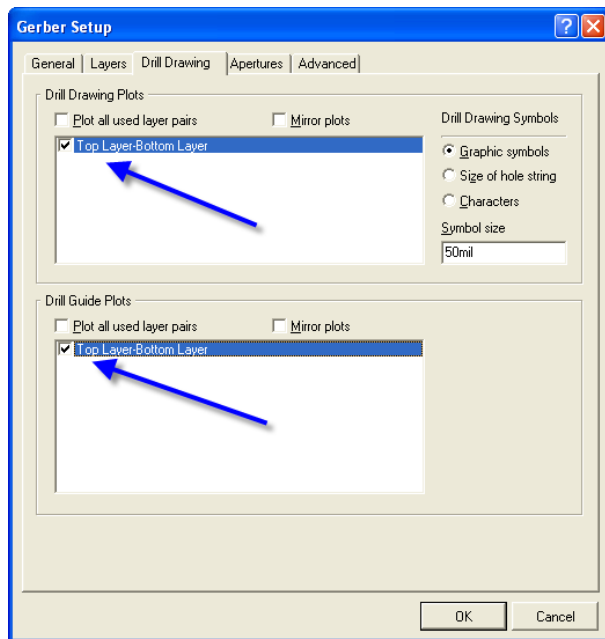 Gerber Setup
General Layers Drill Drawing Apertures Advanced
Drill Drawing Plots
Plot all used layer pairs Mirror plots
Top Layer-Bottom Layer
Drill Drawing Symbols
Graphic symbols
Size of hole string
Characters
Symbol size
50mil
Drill Guide Plots
Plot all used layer pairs Mirror plots
Top Layer-Bottom Layer
OK Cancel